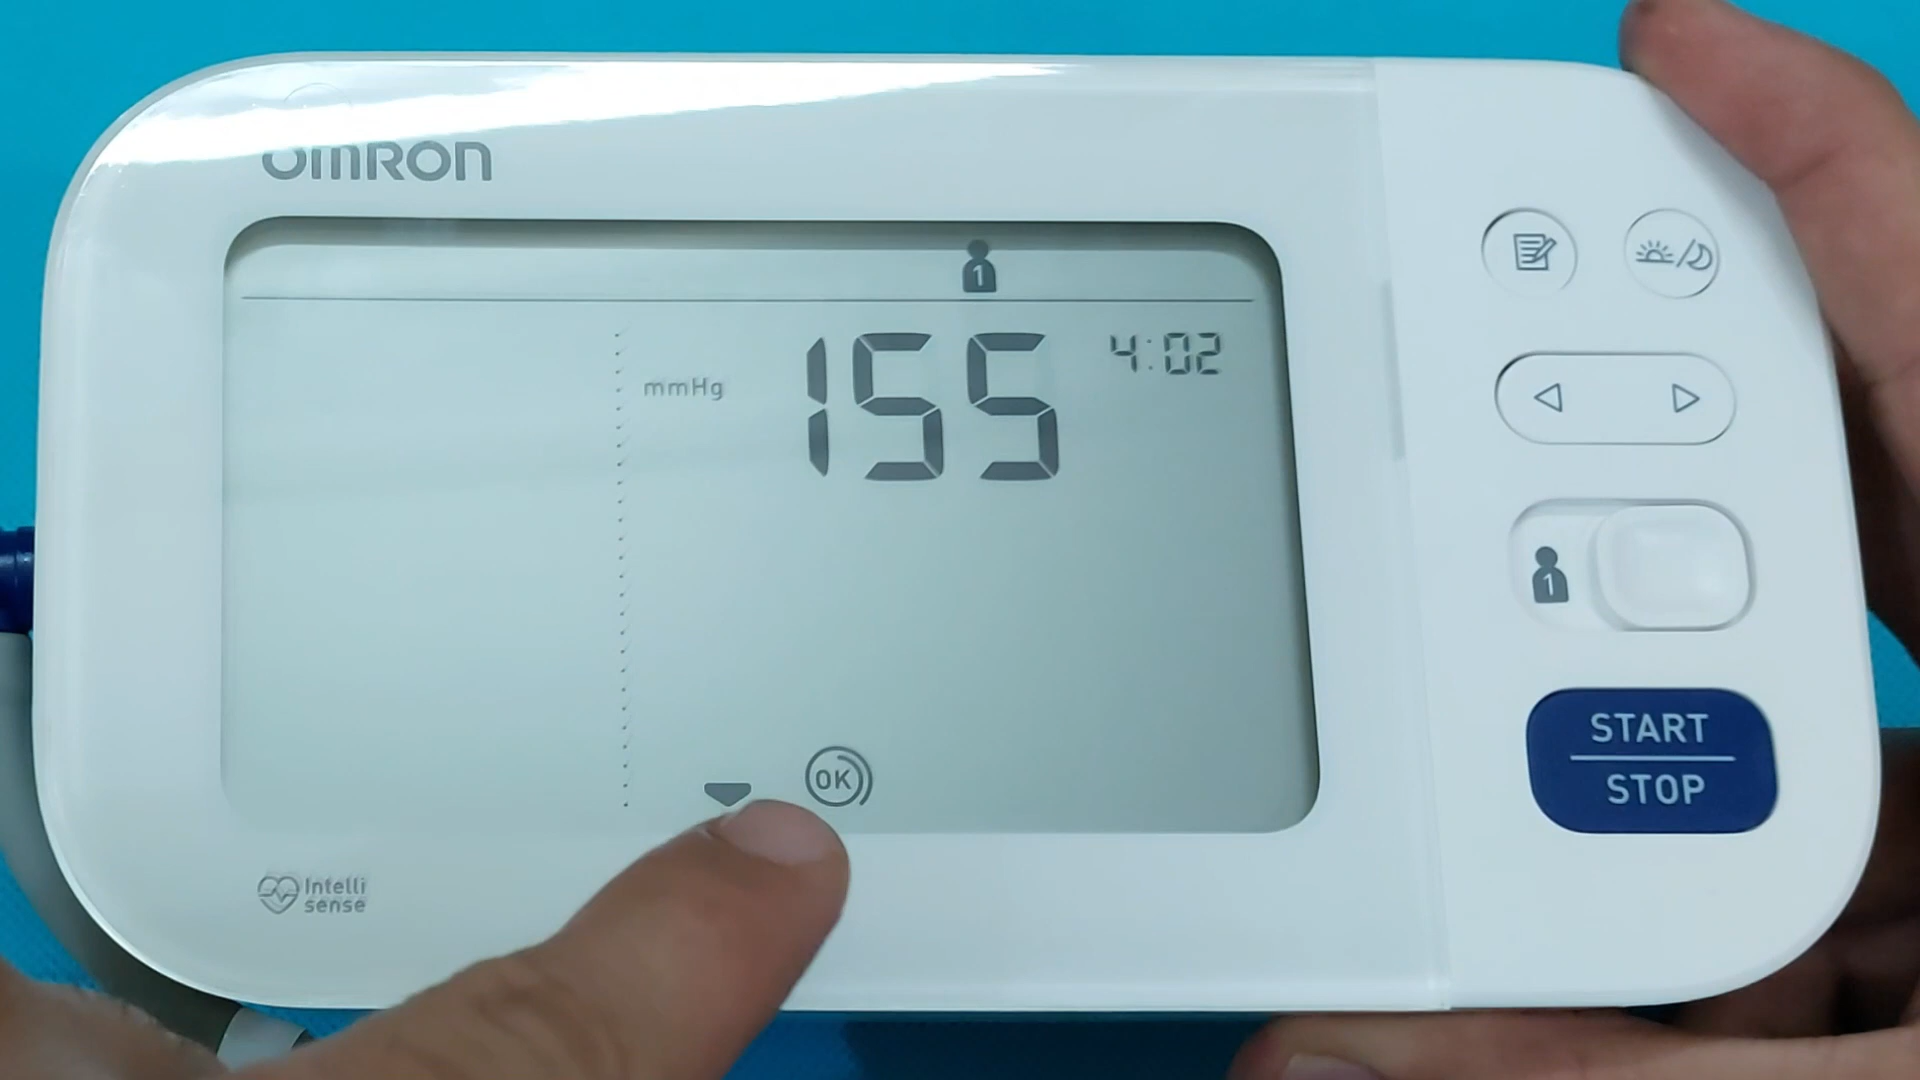 OMRON
1
mmHg
155
4:02
OK
1
START
STOP
Intelli
sense